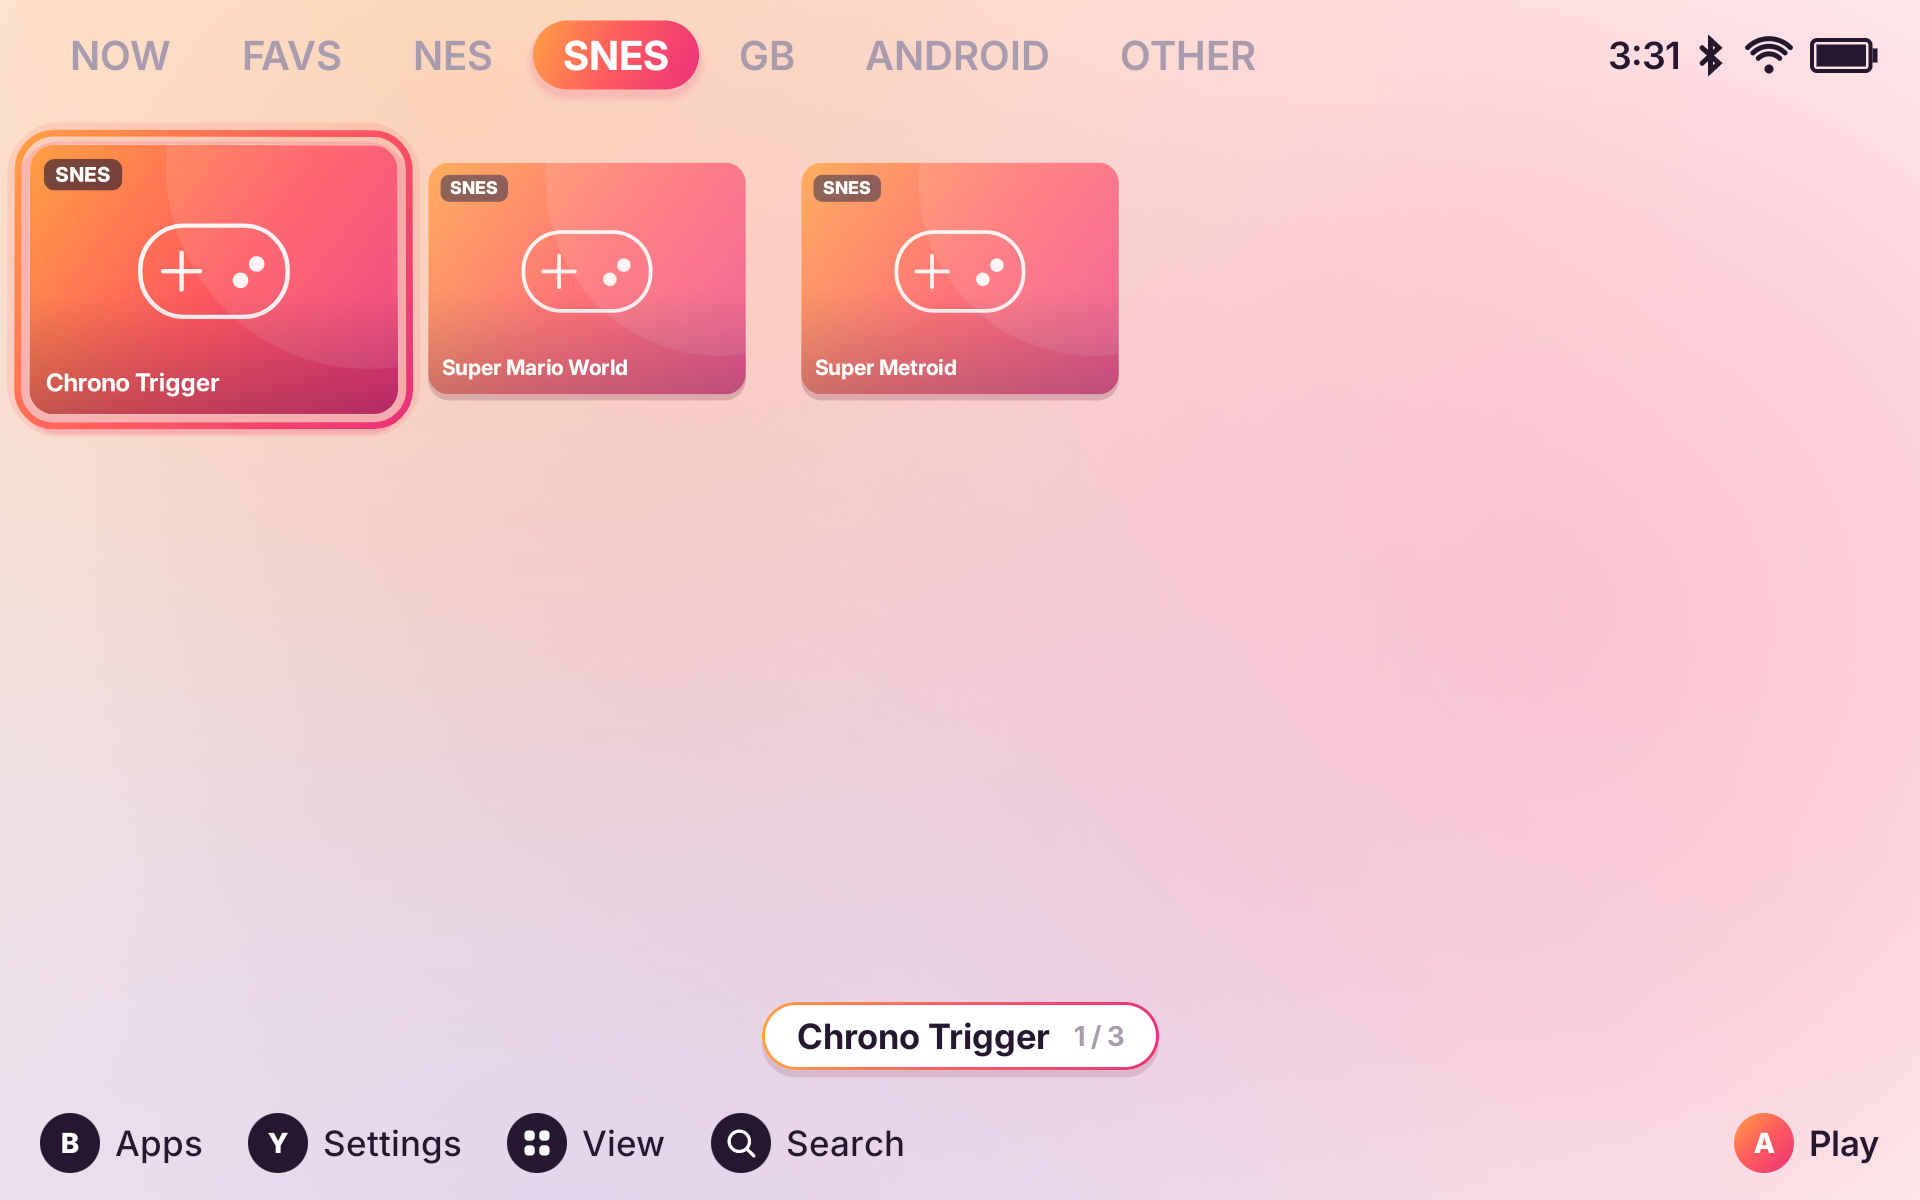 NOW FAVS NES SNES GB ANDROID OTHER 3:31
SNES
Chrono Trigger
SNES
Super Mario World
SNES
Super Metroid
Chrono Trigger 1 / 3
B Apps Y Settings View Search A Play